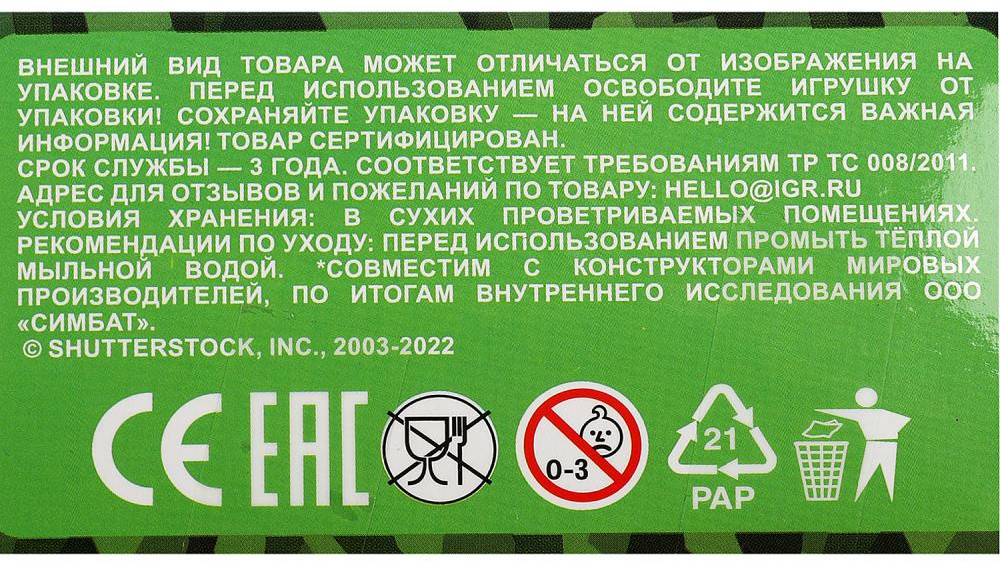 ВНЕШНИЙ ВИД ТОВАРА МОЖЕТ ОТЛИЧАТЬСЯ ОТ ИЗОБРАЖЕНИЯ НА
УПАКОВКЕ. ПЕРЕД ИСПОЛЬЗОВАНИЕМ ОСВОБОДИТЕ ИГРУШКУ ОТ
УПАКОВКИ! СОХРАНЯЙТЕ УПАКОВКУ — НА НЕЙ СОДЕРЖИТСЯ ВАЖНАЯ
ИНФОРМАЦИЯ! ТОВАР СЕРТИФИЦИРОВАН.
СРОК СЛУЖБЫ — 3 ГОДА. СООТВЕТСТВУЕТ ТРЕБОВАНИЯМ ТР ТС 008/2011.
АДРЕС ДЛЯ ОТЗЫВОВ И ПОЖЕЛАНИЙ ПО ТОВАРУ: HELLO@IGR.RU
УСЛОВИЯ ХРАНЕНИЯ: В СУХИХ ПРОВЕТРИВАЕМЫХ ПОМЕЩЕНИЯХ.
РЕКОМЕНДАЦИИ ПО УХОДУ: ПЕРЕД ИСПОЛЬЗОВАНИЕМ ПРОМЫТЬ ТЁПЛОЙ
МЫЛЬНОЙ ВОДОЙ. *СОВМЕСТИМ С КОНСТРУКТОРАМИ МИРОВЫХ
ПРОИЗВОДИТЕЛЕЙ, ПО ИТОГАМ ВНУТРЕННЕГО ИССЛЕДОВАНИЯ ООО
«СИМБАТ».
© SHUTTERSTOCK, INC., 2003-2022
CE EAC 0-3 21
PAP